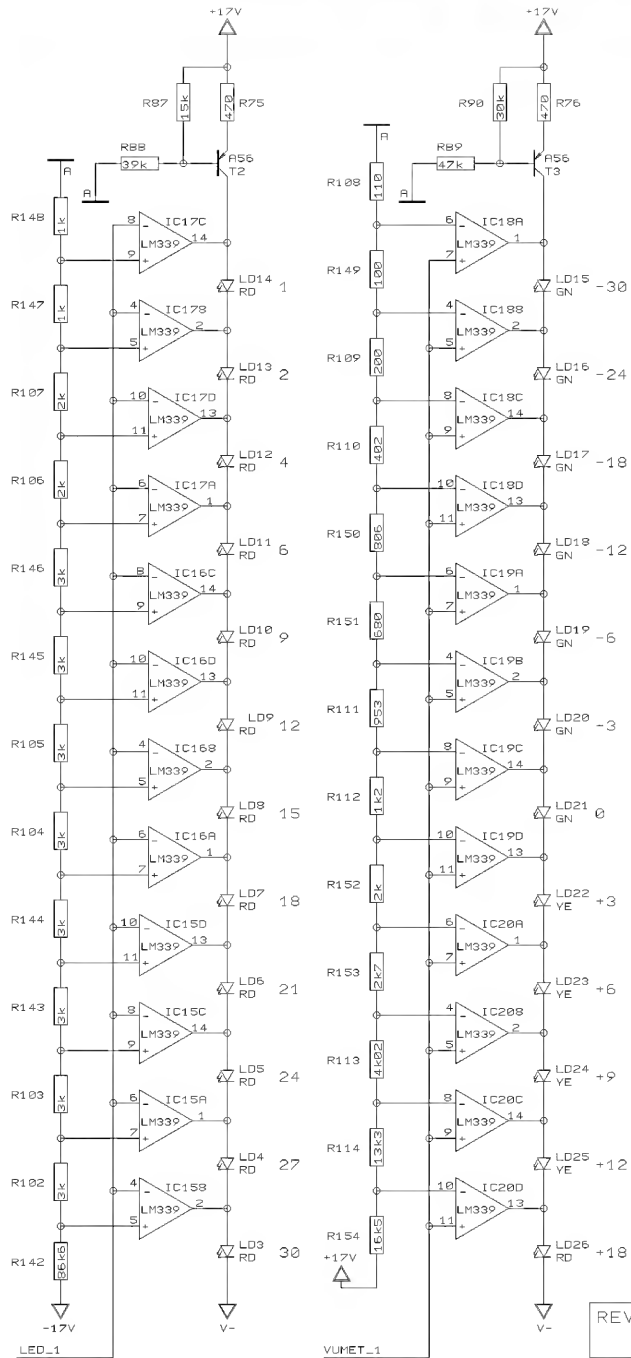 +17V
R87
15k
R75
470
R88
39k
A56
T2
A
A
R148
1k
8
IC17C
LM339
14
9
LD14
RD
1
R147
1k
4
IC17B
LM339
2
5
LD13
RD
2
R107
2k
10
IC17D
LM339
13
11
LD12
RD
4
R106
2k
6
IC17A
LM339
1
7
LD11
RD
6
R146
3k
8
IC16C
LM339
14
9
LD10
RD
9
R145
3k
10
IC16D
LM339
13
11
LD9
RD
12
R105
3k
4
IC16B
LM339
2
5
LD8
RD
15
R104
3k
6
IC16A
LM339
1
7
LD7
RD
18
R144
3k
10
IC15D
LM339
13
11
LD6
RD
21
R143
3k
8
IC15C
LM339
14
9
LD5
RD
24
R103
3k
6
IC15A
LM339
1
7
LD4
RD
27
R102
3k
4
IC15B
LM339
2
5
LD3
RD
30
R142
86k6
-17V
V-
LED_1
+17V
R90
30k
R76
470
R89
47k
A56
T3
A
A
R108
110
6
IC18A
LM339
1
7
LD15
GN
-30
R149
100
4
IC18B
LM339
2
5
LD16
GN
-24
R109
200
8
IC18C
LM339
14
9
LD17
GN
-18
R110
402
10
IC18D
LM339
13
11
LD18
GN
-12
R150
806
6
IC19A
LM339
1
7
LD19
GN
-6
R151
680
4
IC19B
LM339
2
5
LD20
GN
-3
R111
953
8
IC19C
LM339
14
9
LD21
GN
0
R112
1k2
10
IC19D
LM339
13
11
LD22
YE
+3
R152
2k
6
IC20A
LM339
1
7
LD23
YE
+6
R153
2k7
4
IC20B
LM339
2
5
LD24
YE
+9
R113
4k02
8
IC20C
LM339
14
9
LD25
YE
+12
R114
13k3
10
IC20D
LM339
13
11
LD26
RD
+18
R154
16k5
+17V
V-
VUMET_1
REV